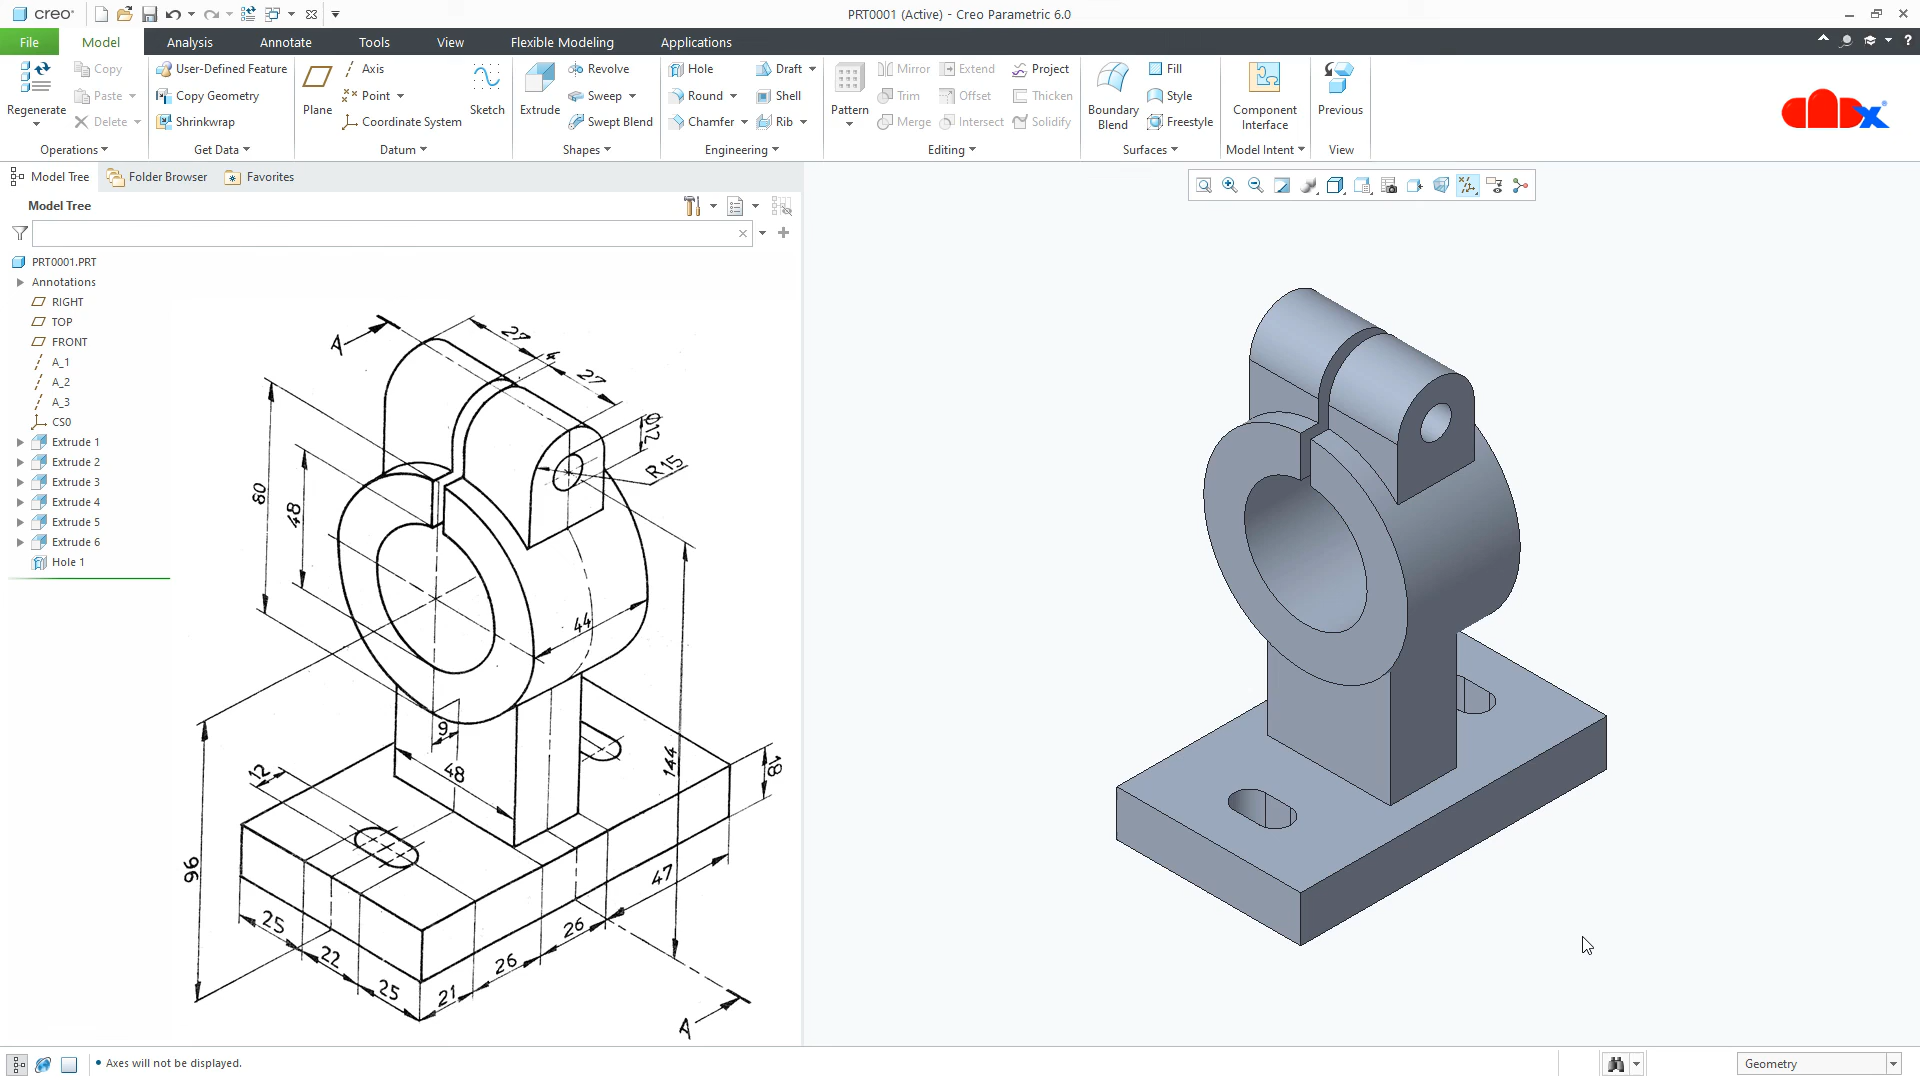 creo°
PRT0001 (Active) - Creo Parametric 6.0
File Model Analysis Annotate Tools View Flexible Modeling Applications
Regenerate
Copy
Paste
Delete
Operations
User-Defined Feature
Copy Geometry
Shrinkwrap
Get Data
Plane
Axis
Point
Coordinate System
Sketch
Datum
Extrude
Revolve
Sweep
Swept Blend
Shapes
Hole
Round
Chamfer
Draft
Shell
Rib
Engineering
Pattern
Mirror
Trim
Merge
Extend
Offset
Intersect
Project
Thicken
Solidify
Editing
Boundary
Blend
Fill
Style
Freestyle
Surfaces
Component
Interface
Model Intent
Previous
View
Model Tree Folder Browser Favorites
Model Tree
PRT0001.PRT
Annotations
RIGHT
TOP
FRONT
A_1
A_2
A_3
CS0
Extrude 1
Extrude 2
Extrude 3
Extrude 4
Extrude 5
Extrude 6
Hole 1
A
27
4
27
Ø12
R15
80
48
44
9
48
144
18
12
96
47
26
26
21
25
22
25
A
• Axes will not be displayed.
Geometry